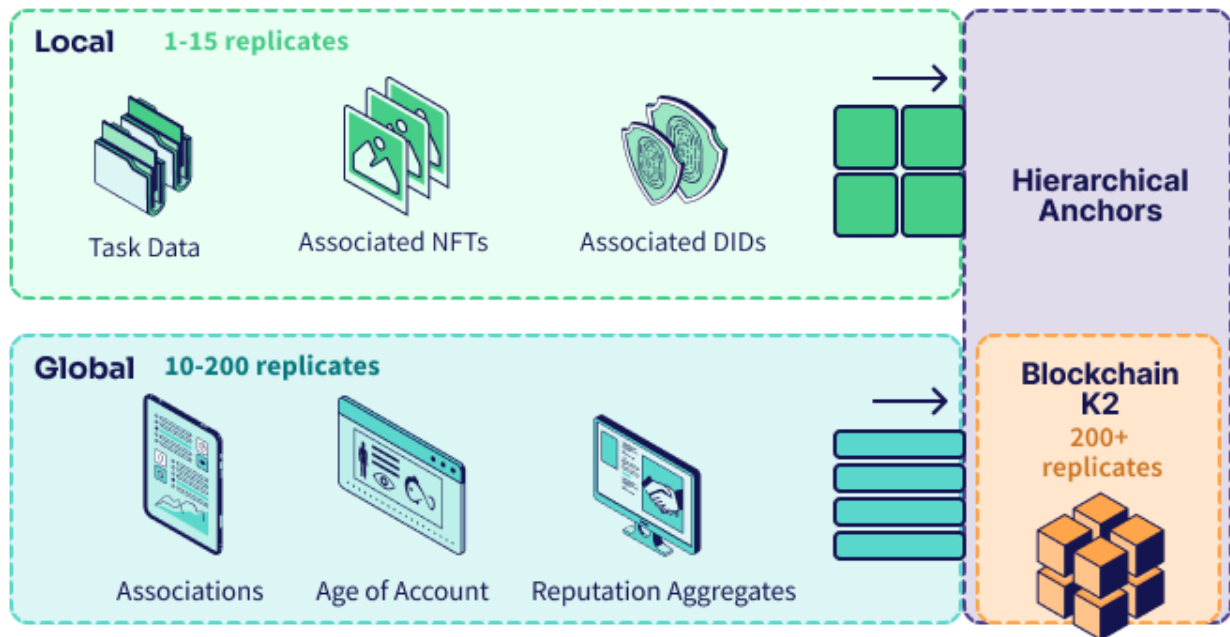 Local 1-15 replicates
Task Data
Associated NFTs
Associated DIDs
Hierarchical
Anchors
Global 10-200 replicates
Associations
Age of Account
Reputation Aggregates
Blockchain
K2
200+
replicates